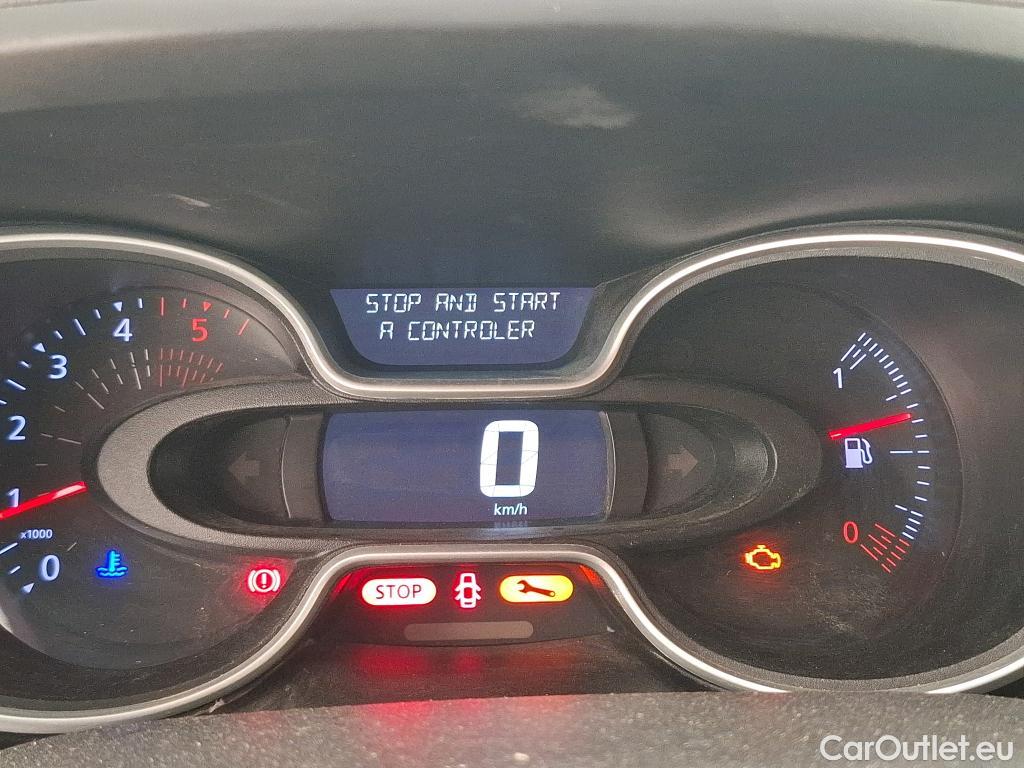 STOP AND START
A CONTROLER
5
4
3
2
1
x1000
0
0
km/h
1
0
STOP
CarOutlet.eu